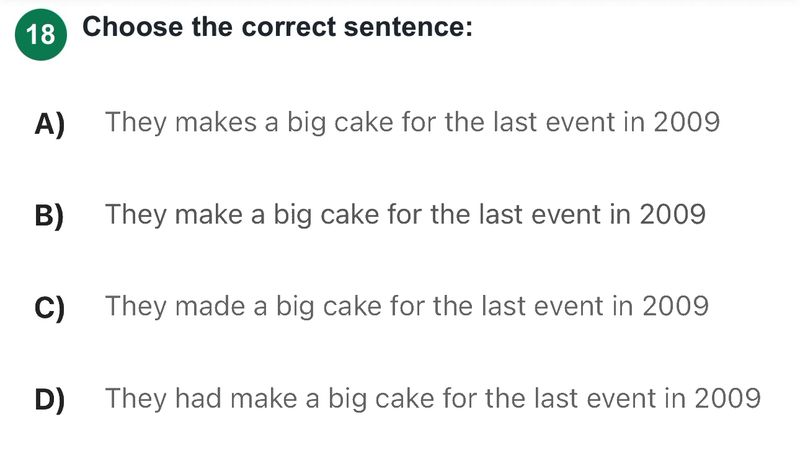 18 Choose the correct sentence:
A) They makes a big cake for the last event in 2009
B) They make a big cake for the last event in 2009
C) They made a big cake for the last event in 2009
D) They had make a big cake for the last event in 2009